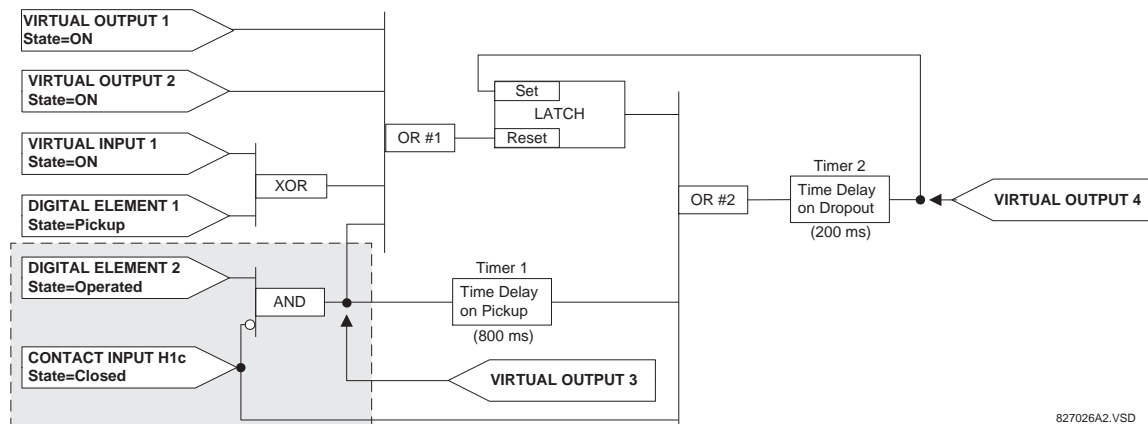 VIRTUAL OUTPUT 1
State=ON
VIRTUAL OUTPUT 2
State=ON
VIRTUAL INPUT 1
State=ON
DIGITAL ELEMENT 1
State=Pickup
DIGITAL ELEMENT 2
State=Operated
CONTACT INPUT H1c
State=Closed
XOR
AND
OR #1
Set
LATCH
Reset
Timer 1
Time Delay
on Pickup
(800 ms)
VIRTUAL OUTPUT 3
OR #2
Timer 2
Time Delay
on Dropout
(200 ms)
VIRTUAL OUTPUT 4
827026A2.VSD